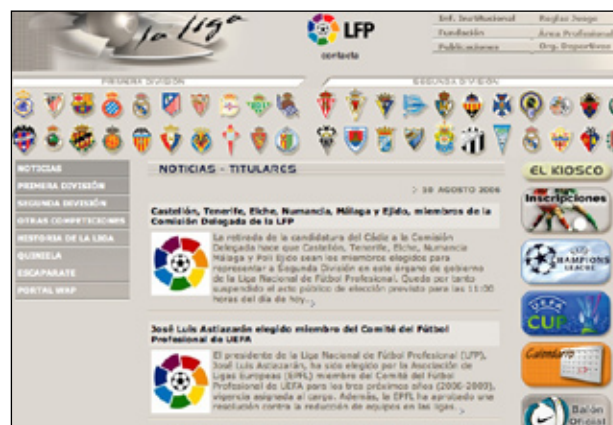 la liga
LFP
contacta
Inf. Institucional
Reglas Juego
Fundación
Área Profesional
Publicaciones
Org. Deportivos
PRIMERA DIVISIÓN
SEGUNDA DIVISIÓN
NOTICIAS
PRIMERA DIVISIÓN
SEGUNDA DIVISIÓN
OTRAS COMPETICIONES
HISTORIA DE LA LIGA
QUINIELA
ESCAPARATE
PORTAL WAP
NOTICIAS - TITULARES
> 10 AGOSTO 2006
Castellón, Tenerife, Elche, Numancia, Málaga y Ejido, miembros de la
Comisión Delegada de la LFP
La retirada de la candidatura del Cádiz a la Comisión
Delegada hace que Castellón, Tenerife, Elche, Numancia
Málaga y Poli Ejido sean los miembros elegidos para
representar a Segunda División en este órgano de gobierno
de la Liga Nacional de Fútbol Profesional. Queda por tanto
suspendido el acto público de elección previsto para las 11:00
horas del día de hoy.
José Luis Astiazarán elegido miembro del Comité del Fútbol
Profesional de UEFA
El presidente de la Liga Nacional de Fútbol Profesional (LFP),
José Luis Astiazarán, ha sido elegido por la Asociación de
Ligas Europeas (EPFL) miembro del Comité del Fútbol
Profesional de UEFA para los tres próximos años (2006-2009),
vigencia asignada al cargo. Además, la EPFL ha aprobado una
resolución contra la reducción de equipos en las ligas.
EL KIOSCO
Inscripciones
CHAMPIONS
LEAGUE
UEFA
CUP
Calendario
Balón
Oficial